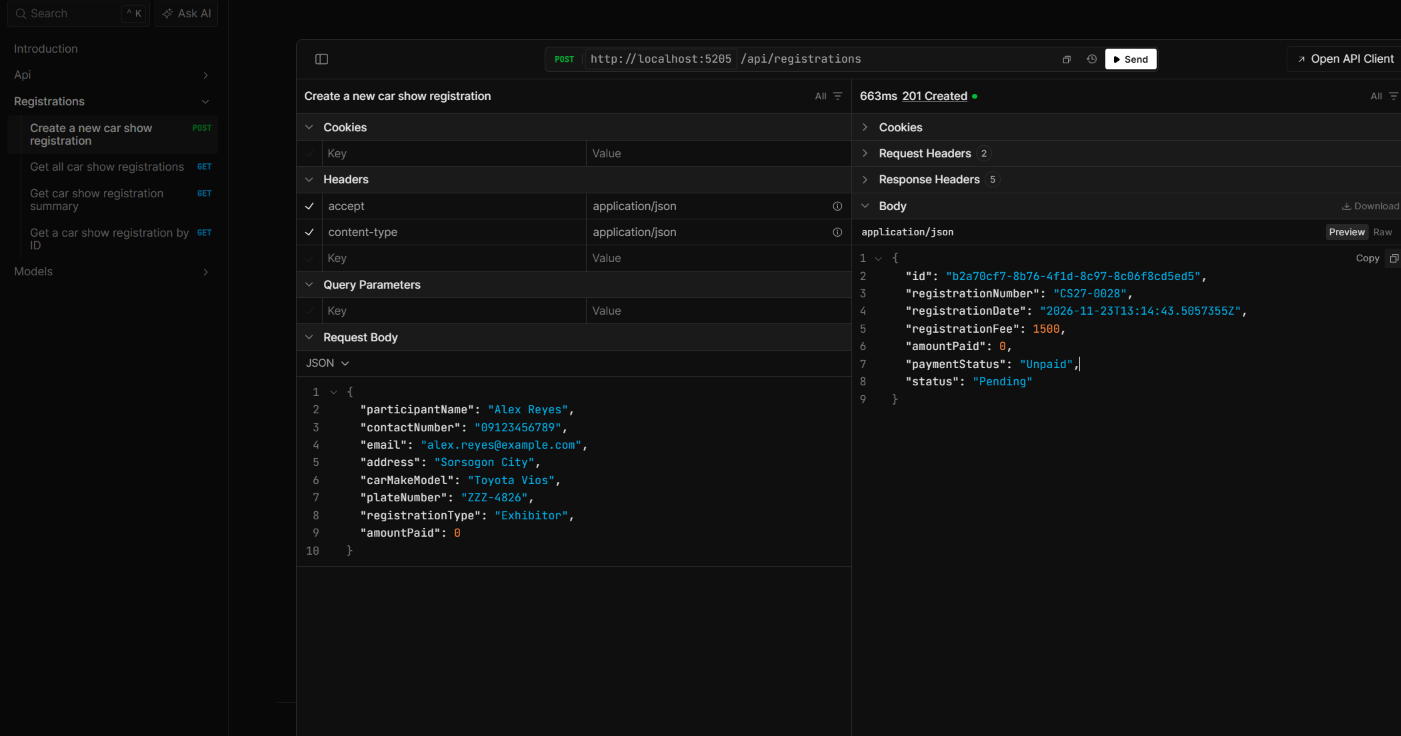 Search ^ K Ask AI
Introduction
Api
Registrations
Create a new car show registration POST
Get all car show registrations GET
Get car show registration summary GET
Get a car show registration by ID GET
Models
POST http://localhost:5205 /api/registrations Send
Open API Client
Create a new car show registration All
Cookies
Key Value
Headers
accept application/json
content-type application/json
Key Value
Query Parameters
Key Value
Request Body
JSON
1 {
2 "participantName": "Alex Reyes",
3 "contactNumber": "09123456789",
4 "email": "alex.reyes@example.com",
5 "address": "Sorsogon City",
6 "carMakeModel": "Toyota Vios",
7 "plateNumber": "ZZZ-4826",
8 "registrationType": "Exhibitor",
9 "amountPaid": 0
10 }
663ms 201 Created All
Cookies
Request Headers 2
Response Headers 5
Body Download
application/json Preview Raw
Copy
1 {
2 "id": "b2a70cf7-8b76-4f1d-8c97-8c06f8cd5ed5",
3 "registrationNumber": "CS27-0028",
4 "registrationDate": "2026-11-23T13:14:43.5057355Z",
5 "registrationFee": 1500,
6 "amountPaid": 0,
7 "paymentStatus": "Unpaid",
8 "status": "Pending"
9 }